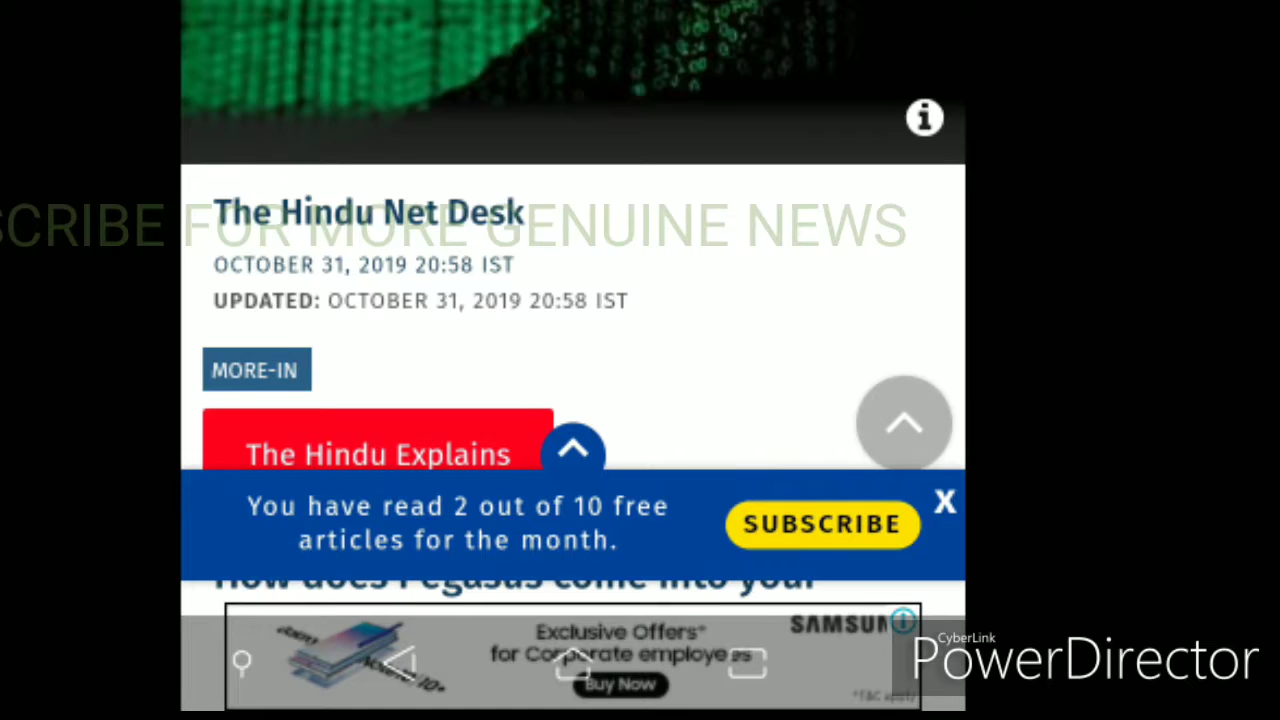 The Hindu Net Desk
SCRIBE FOR MORE GENUINE NEWS
OCTOBER 31, 2019 20:58 IST
UPDATED: OCTOBER 31, 2019 20:58 IST
MORE-IN
The Hindu Explains
You have read 2 out of 10 free
articles for the month.
SUBSCRIBE
X
How does Pegasus come into your
Exclusive Offers*
for Corporate employees
Buy Now
SAMSUN
*T&C apply
CyberLink
PowerDirector